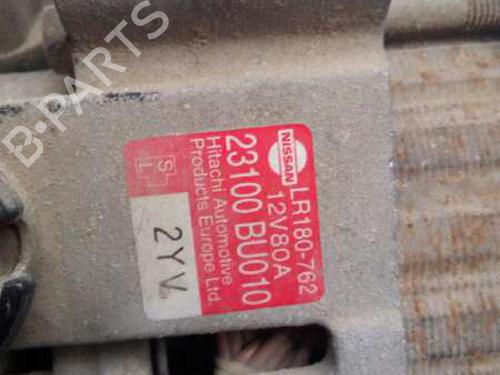 B-PARTS
NISSAN
LR180-762
12V80A
23100 BU010
Hitachi Automotive
Products Europe Ltd.
S
L
2YV.